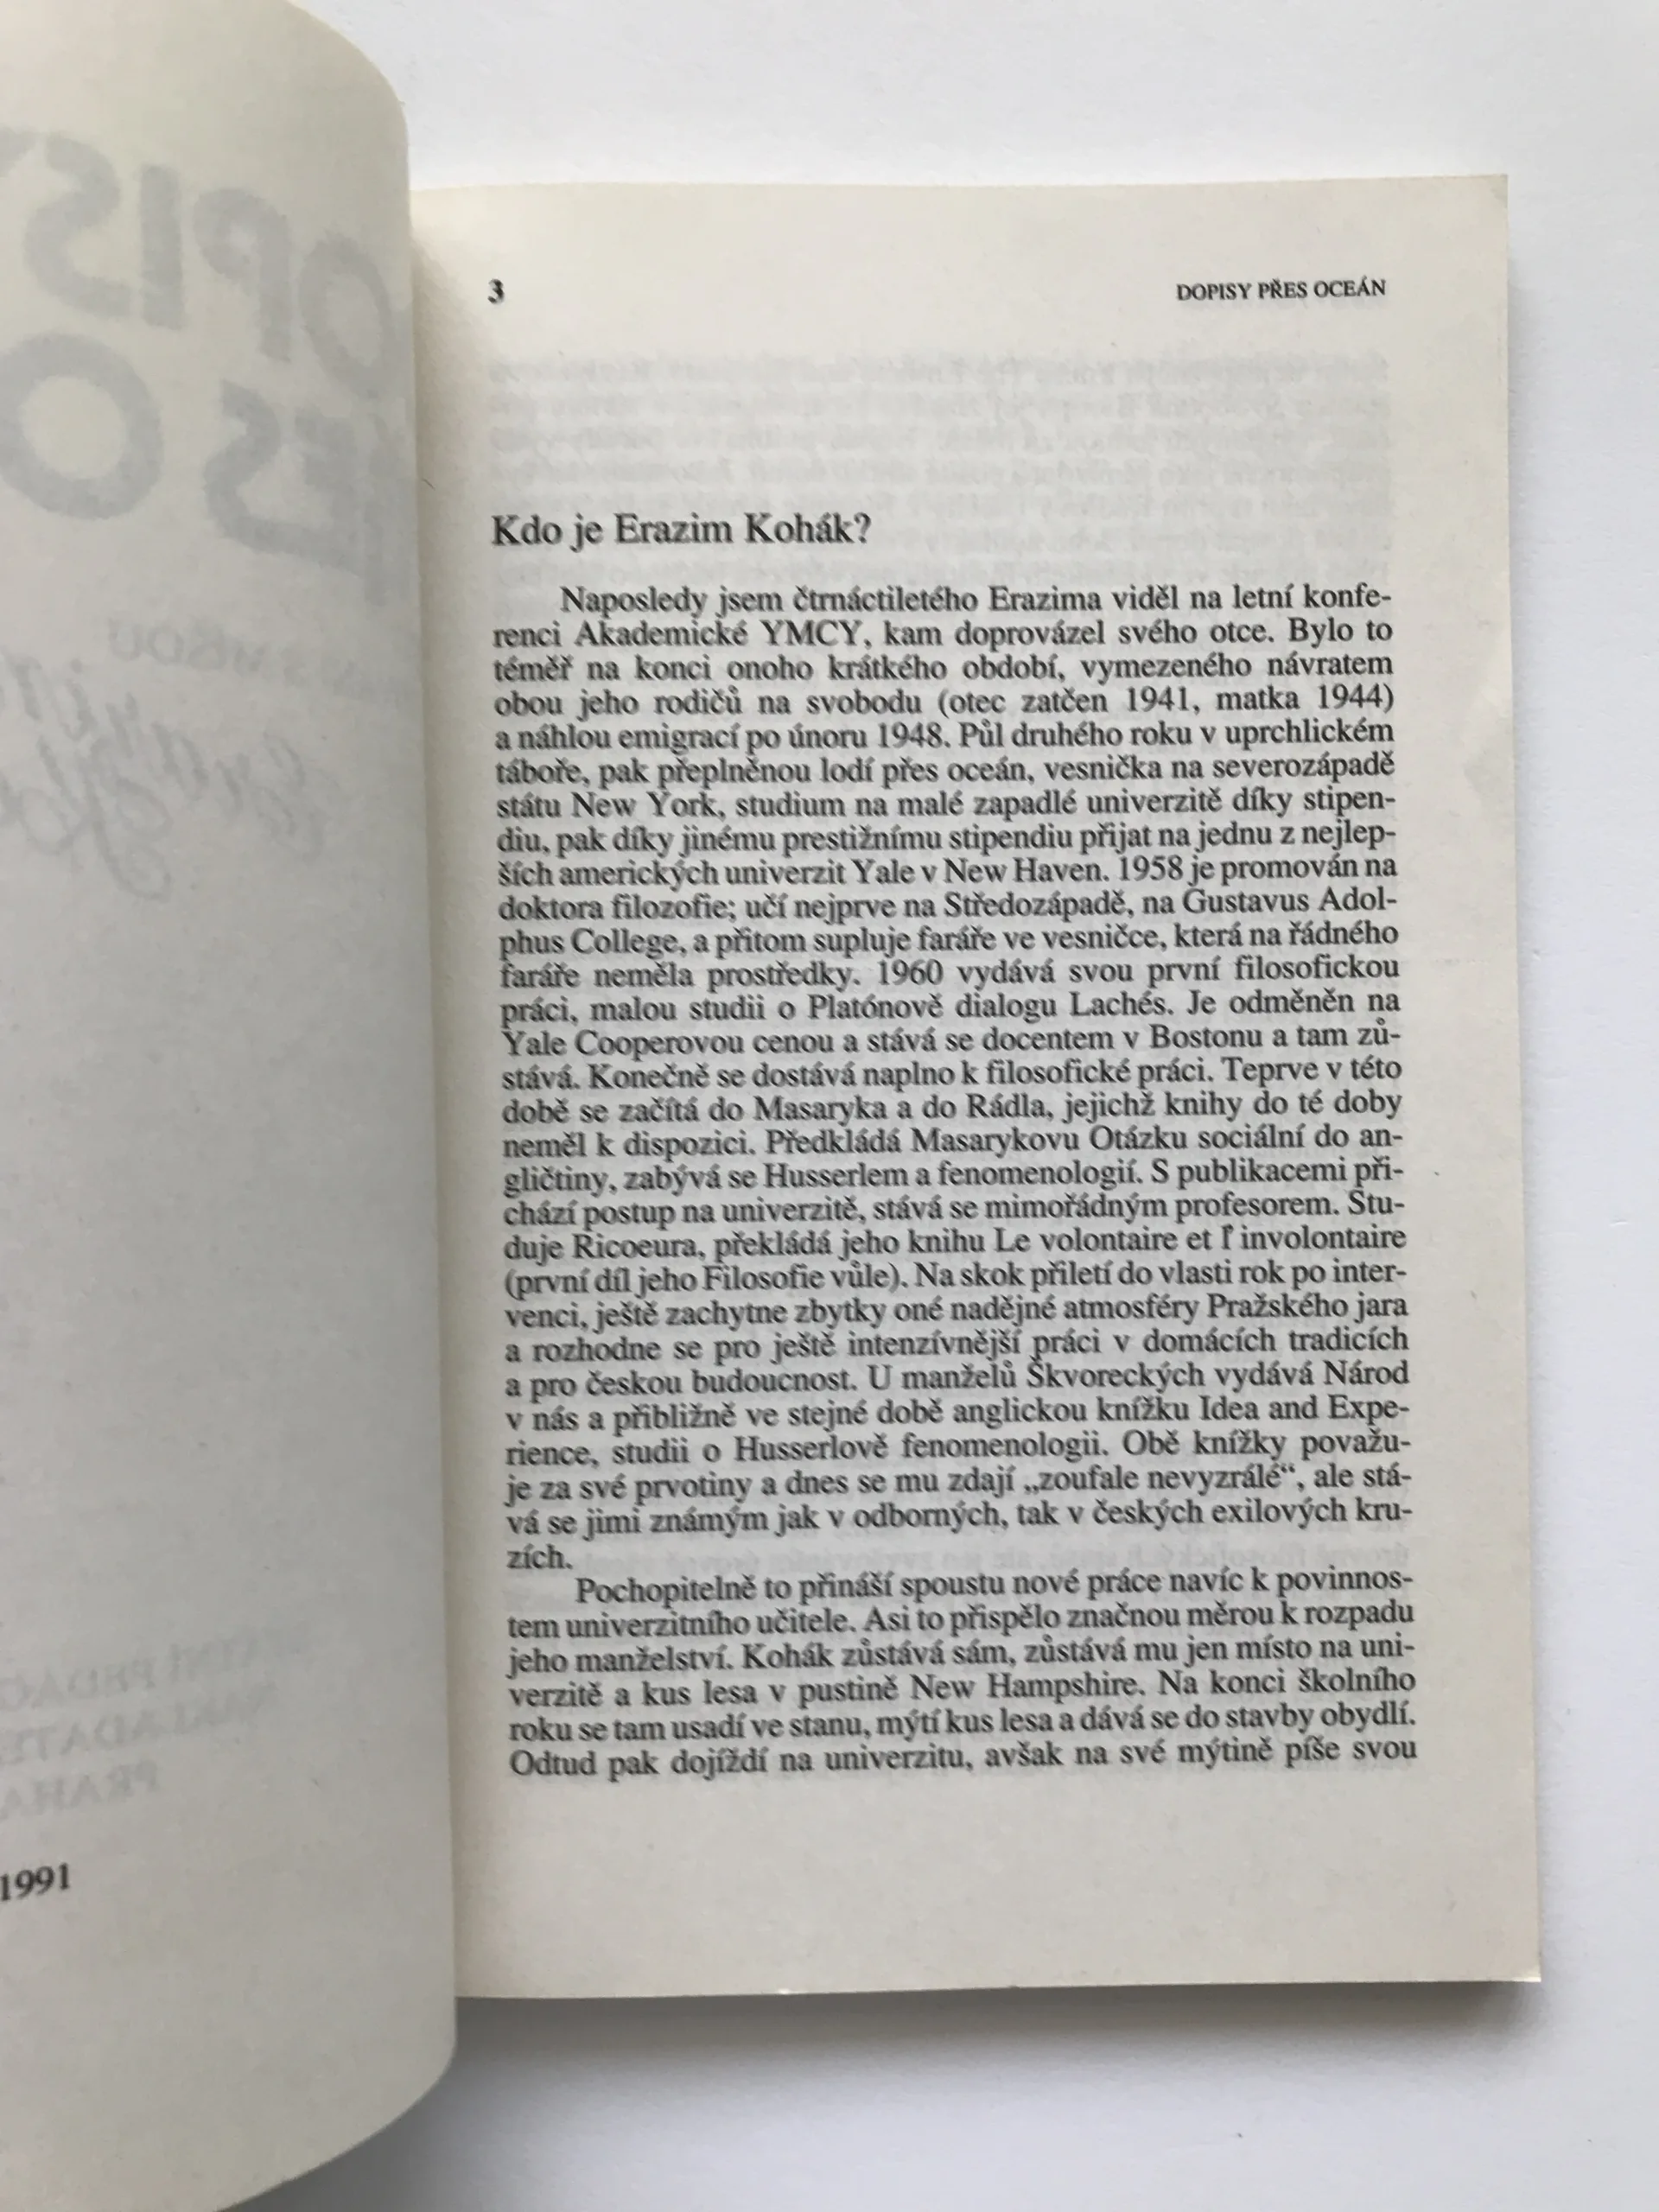 1991
3
DOPISY PŘES OCEÁN
Kdo je Erazim Kohák?
Naposledy jsem čtrnáctiletého Erazima viděl na letní konfe-
renci Akademické YMCY, kam doprovázel svého otce. Bylo to
téměř na konci onoho krátkého období, vymezeného návratem
obou jeho rodičů na svobodu (otec zatčen 1941, matka 1944)
a náhlou emigrací po únoru 1948. Půl druhého roku v uprchlickém
táboře, pak přeplněnou lodí přes oceán, vesnička na severozápadě
státu New York, studium na malé zapadlé univerzitě díky stipen-
diu, pak díky jinému prestižnímu stipendiu přijat na jednu z nejlep-
ších amerických univerzit Yale v New Haven. 1958 je promován na
doktora filozofie; učí nejprve na Středozápadě, na Gustavus Adol-
phus College, a přitom supluje faráře ve vesničce, která na řádného
faráře neměla prostředky. 1960 vydává svou první filosofickou
práci, malou studii o Platónově dialogu Lachés. Je odměněn na
Yale Cooperovou cenou a stává se docentem v Bostonu a tam zů-
stává. Konečně se dostává naplno k filosofické práci. Teprve v této
době se začítá do Masaryka a do Rádla, jejichž knihy do té doby
neměl k dispozici. Předkládá Masarykovu Otázku sociální do an-
gličtiny, zabývá se Husserlem a fenomenologií. S publikacemi při-
chází postup na univerzitě, stává se mimořádným profesorem. Stu-
duje Ricoeura, překládá jeho knihu Le volontaire et l' involontaire
(první díl jeho Filosofie vůle). Na skok přiletí do vlasti rok po inter-
venci, ještě zachytne zbytky oné nadějné atmosféry Pražského jara
a rozhodne se pro ještě intenzívnější práci v domácích tradicích
a pro českou budoucnost. U manželů Škvoreckých vydává Národ
v nás a přibližně ve stejné době anglickou knížku Idea and Expe-
rience, studii o Husserlově fenomenologii. Obě knížky považu-
je za své prvotiny a dnes se mu zdají „zoufale nevyzrálé“, ale stá-
vá se jimi známým jak v odborných, tak v českých exilových kru-
zích.
Pochopitelně to přináší spoustu nové práce navíc k povinnos-
tem univerzitního učitele. Asi to přispělo značnou měrou k rozpadu
jeho manželství. Kohák zůstává sám, zůstává mu jen místo na uni-
verzitě a kus lesa v pustině New Hampshire. Na konci školního
roku se tam usadí ve stanu, mýtí kus lesa a dává se do stavby obydlí.
Odtud pak dojíždí na univerzitu, avšak na své mýtině píše svou